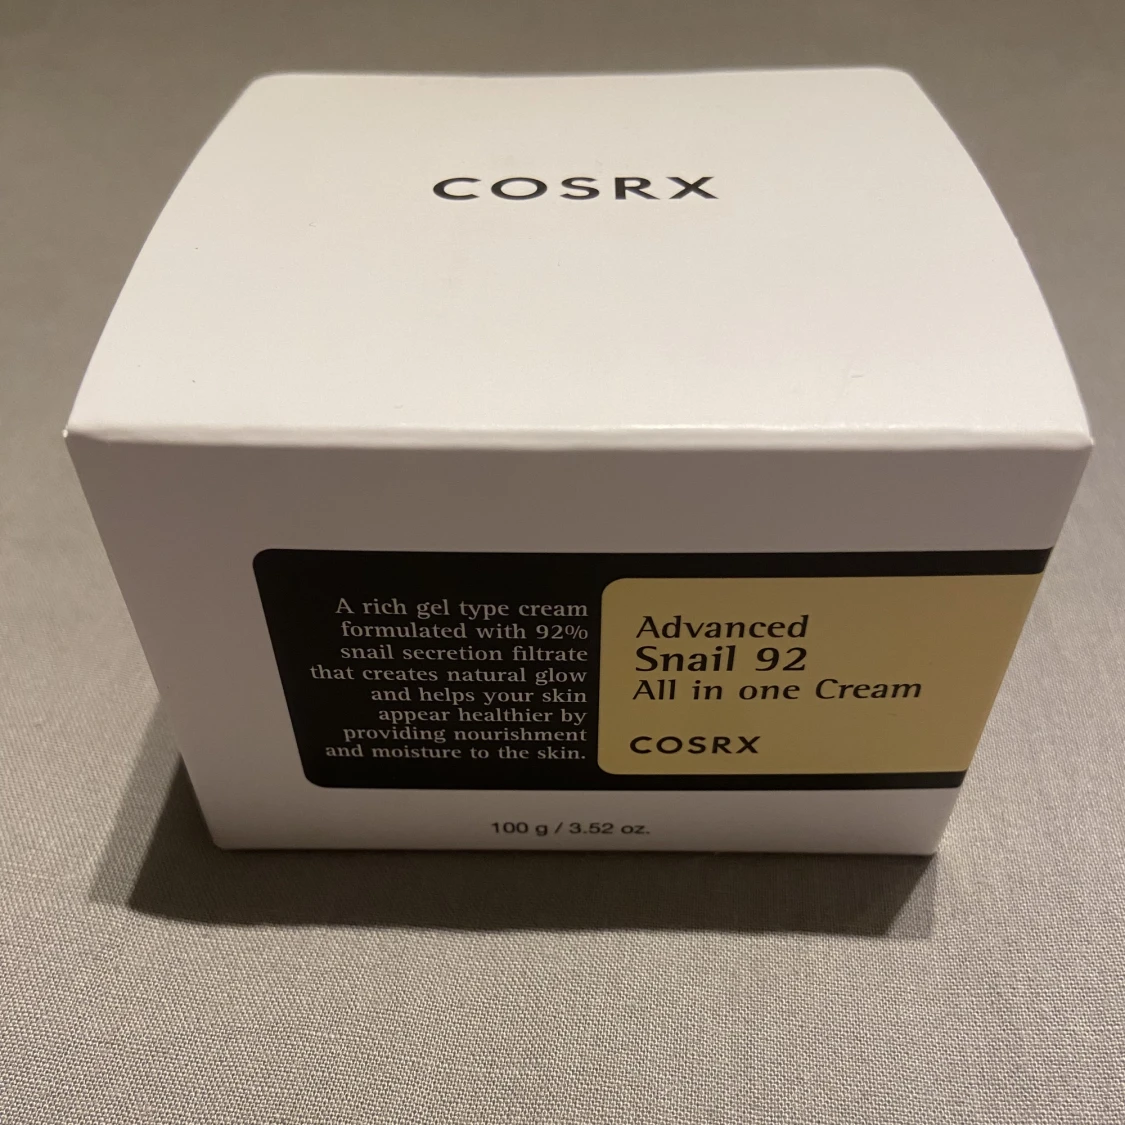 COSRX
A rich gel type cream
formulated with 92%
snail secretion filtrate
that creates natural glow
and helps your skin
appear healthier by
providing nourishment
and moisture to the skin.
Advanced
Snail 92
All in one Cream
COSRX
100 g / 3.52 oz.